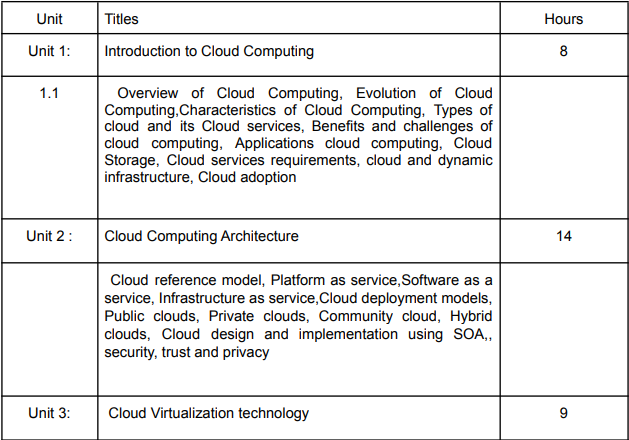 Unit Titles Hours
Unit 1: Introduction to Cloud Computing 8
1.1 Overview of Cloud Computing, Evolution of Cloud
Computing,Characteristics of Cloud Computing, Types of
cloud and its Cloud services, Benefits and challenges of
cloud computing, Applications cloud computing, Cloud
Storage, Cloud services requirements, cloud and dynamic
infrastructure, Cloud adoption
Unit 2 : Cloud Computing Architecture 14
Cloud reference model, Platform as service,Software as a
service, Infrastructure as service,Cloud deployment models,
Public clouds, Private clouds, Community cloud, Hybrid
clouds, Cloud design and implementation using SOA,,
security, trust and privacy
Unit 3: Cloud Virtualization technology 9